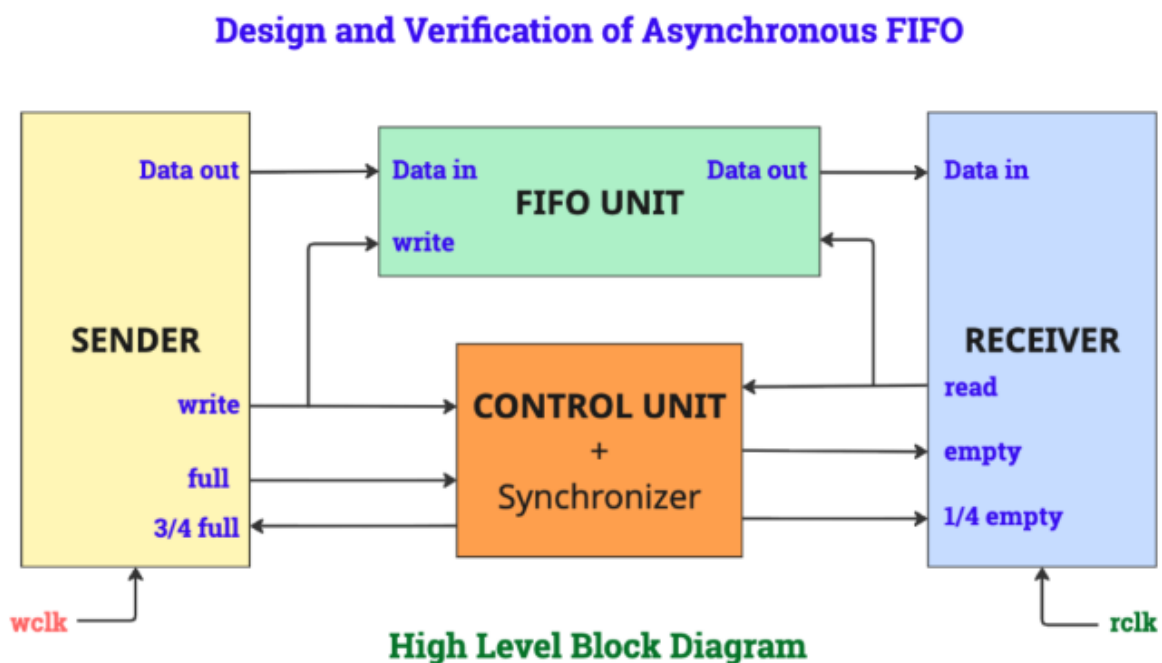 Design and Verification of Asynchronous FIFO
Data out
Data in
Data out
Data in
FIFO UNIT
write
SENDER
RECEIVER
write
CONTROL UNIT
read
+
empty
full
Synchronizer
3/4 full
1/4 empty
wclk
rclk
High Level Block Diagram